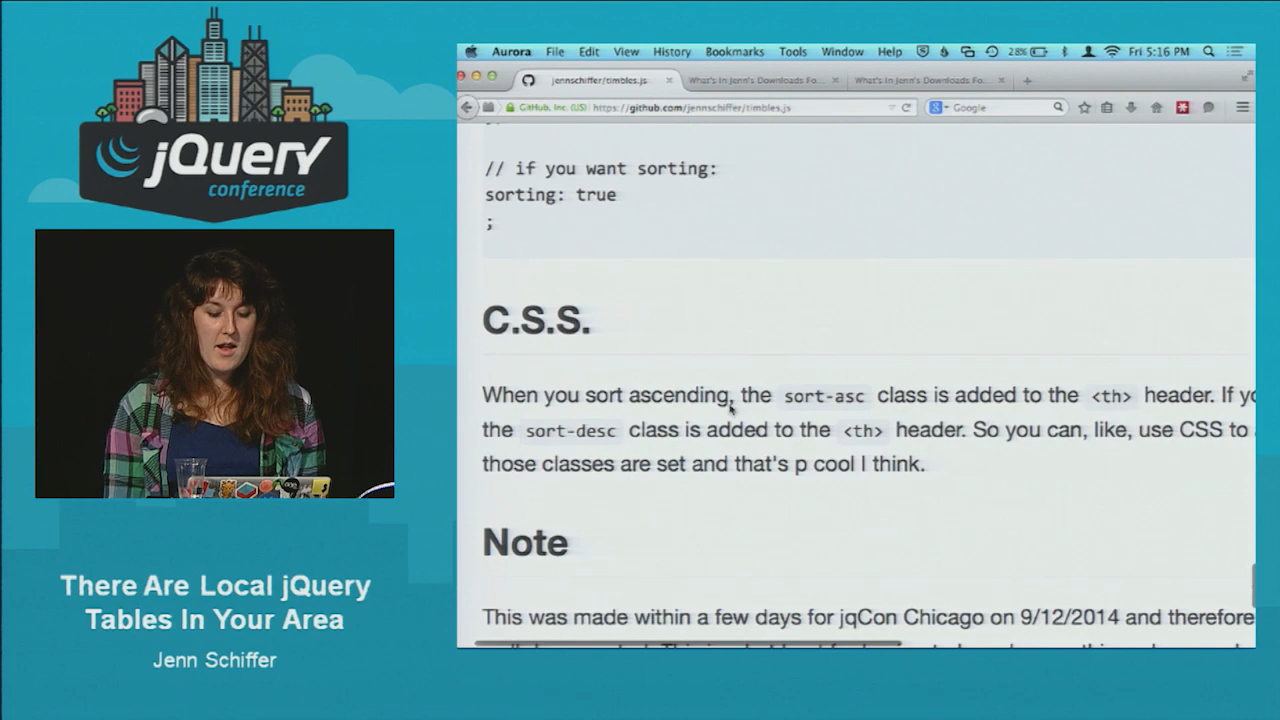 jQuery
conference
There Are Local jQuery
Tables In Your Area
Jenn Schiffer
Aurora File Edit View History Bookmarks Tools Window Help 28% Fri 5:16 PM
jennschiffer/timbles.js
What's In Jenn's Downloads Fo...
What's In Jenn's Downloads Fo...
GitHub, Inc. (US) https://github.com/jennschiffer/timbles.js
Google
// if you want sorting:
sorting: true
;
C.S.S.
When you sort ascending, the sort-asc class is added to the <th> header. If yo
the sort-desc class is added to the <th> header. So you can, like, use CSS to
those classes are set and that's p cool I think.
Note
This was made within a few days for jqCon Chicago on 9/12/2014 and therefore